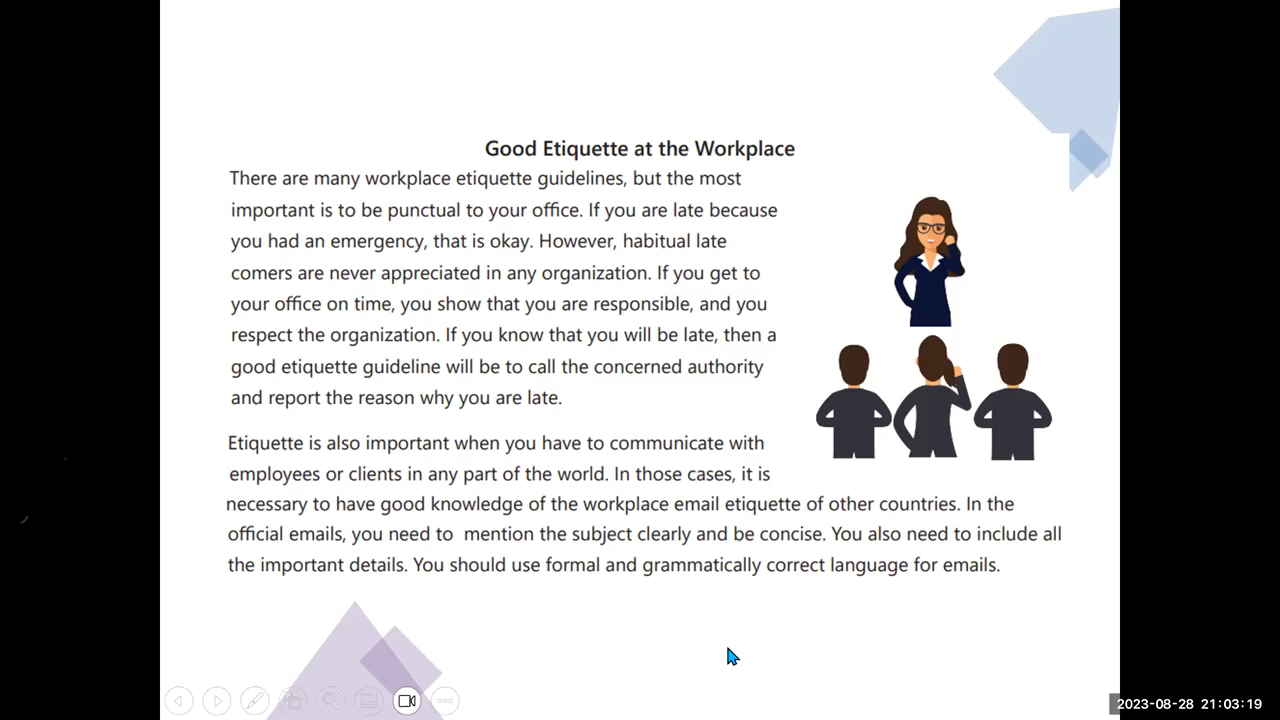 Good Etiquette at the Workplace
There are many workplace etiquette guidelines, but the most
important is to be punctual to your office. If you are late because
you had an emergency, that is okay. However, habitual late
comers are never appreciated in any organization. If you get to
your office on time, you show that you are responsible, and you
respect the organization. If you know that you will be late, then a
good etiquette guideline will be to call the concerned authority
and report the reason why you are late.
Etiquette is also important when you have to communicate with
employees or clients in any part of the world. In those cases, it is
necessary to have good knowledge of the workplace email etiquette of other countries. In the
official emails, you need to  mention the subject clearly and be concise. You also need to include all
the important details. You should use formal and grammatically correct language for emails.
2023-08-28 21:03:19